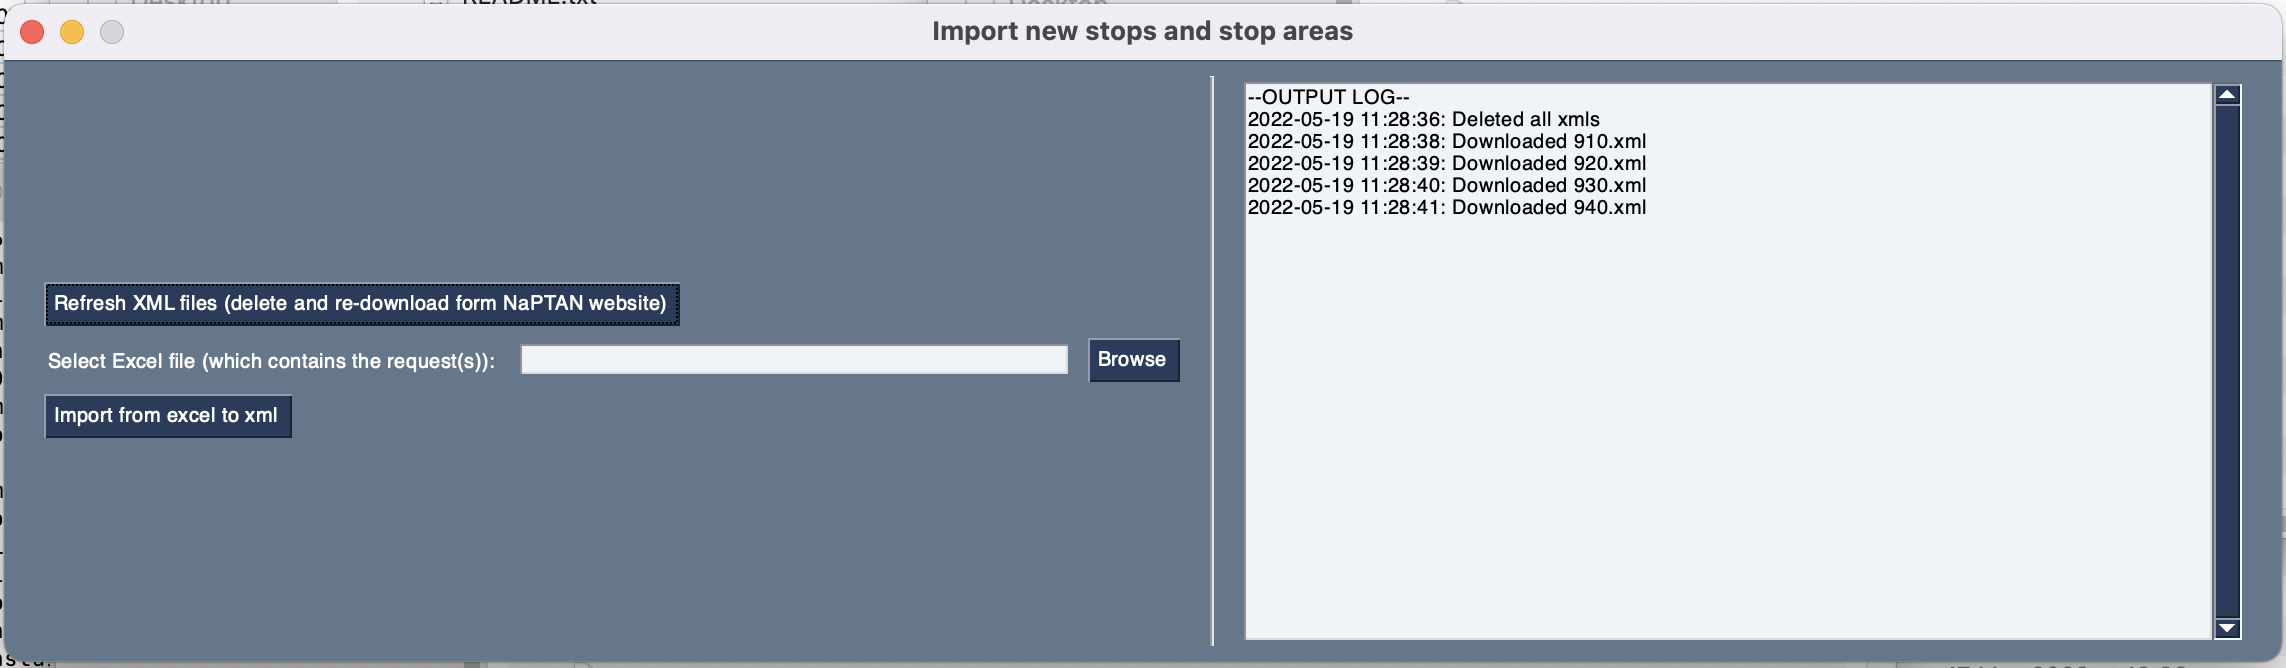 Import new stops and stop areas
Refresh XML files (delete and re-download form NaPTAN website)
Select Excel file (which contains the request(s)):
Browse
Import from excel to xml
--OUTPUT LOG--
2022-05-19 11:28:36: Deleted all xmls
2022-05-19 11:28:38: Downloaded 910.xml
2022-05-19 11:28:39: Downloaded 920.xml
2022-05-19 11:28:40: Downloaded 930.xml
2022-05-19 11:28:41: Downloaded 940.xml